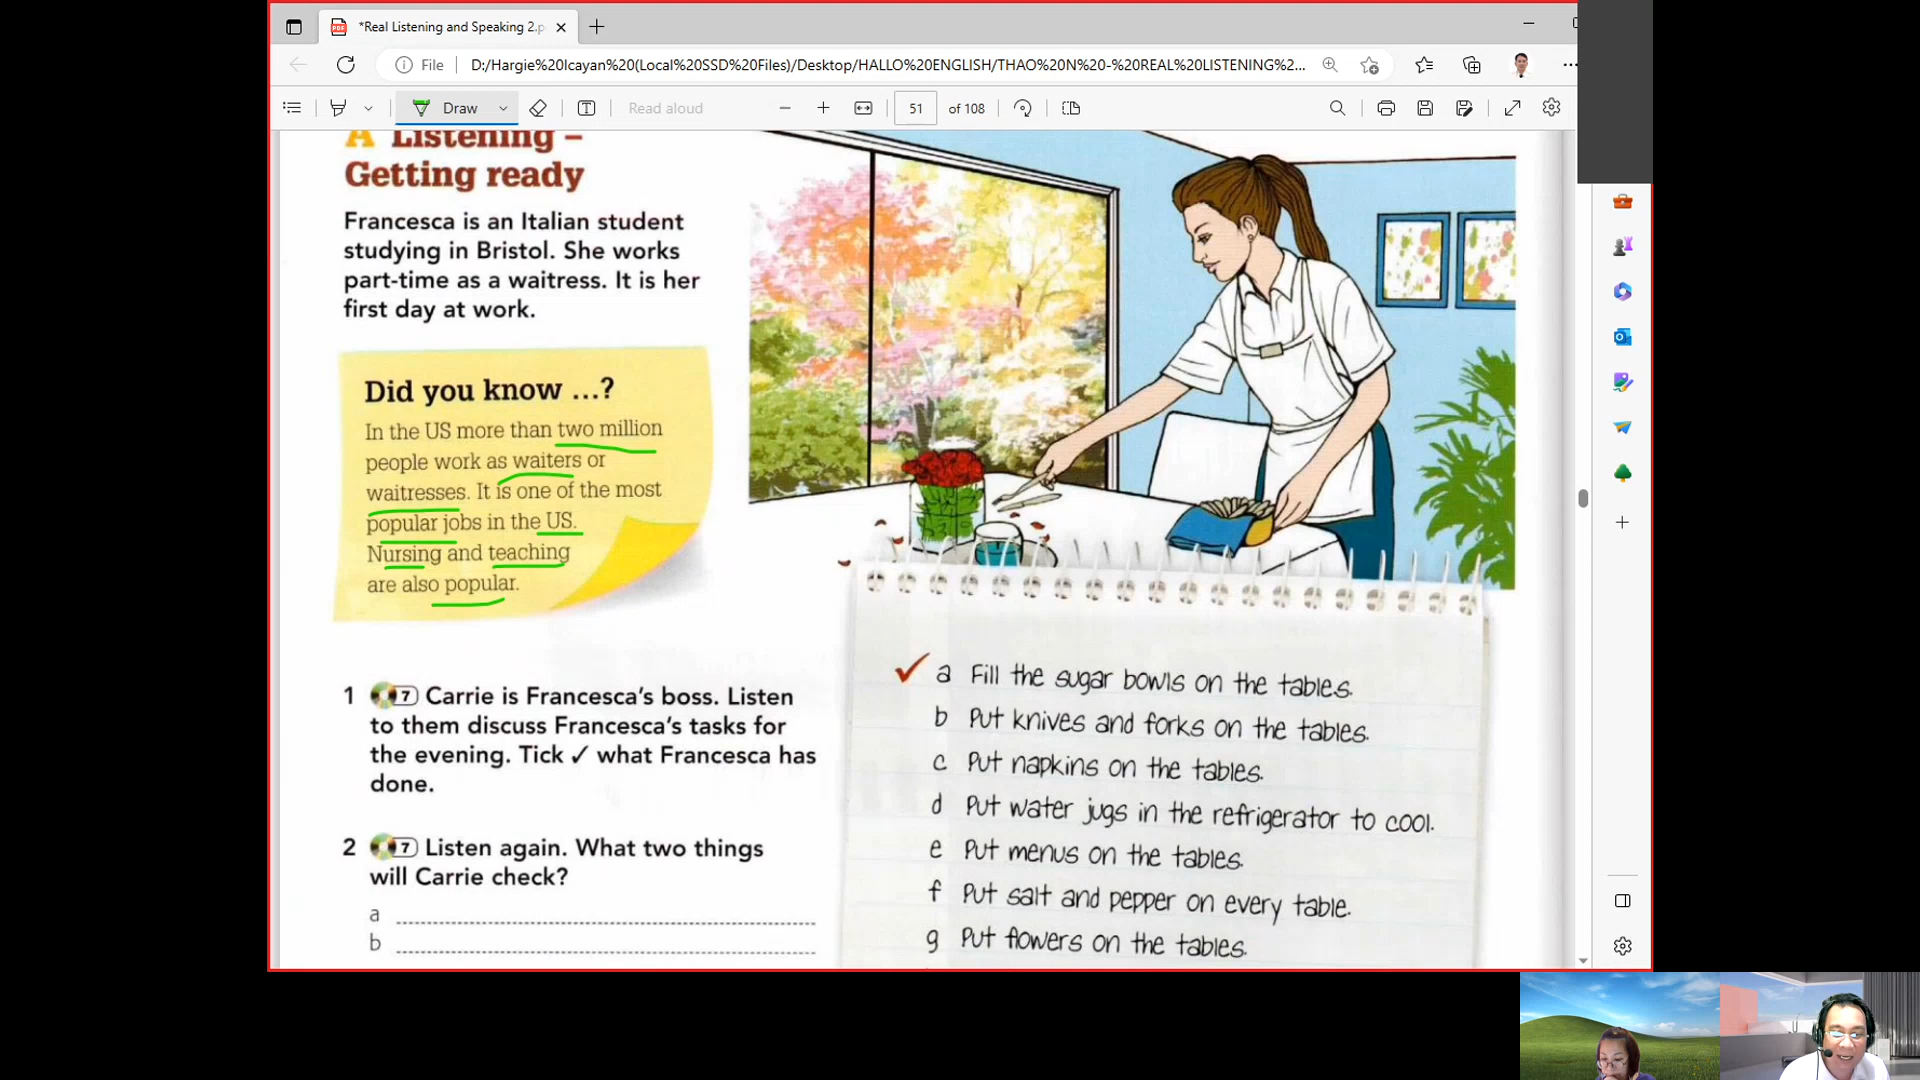 *Real Listening and Speaking 2.p
File
D:/Hargie%20Icayan%20(Local%20SSD%20Files)/Desktop/HALLO%20ENGLISH/THAO%20N%20-%20REAL%20LISTENING%2...
Draw
Read aloud
51
of 108
A Listening –
Getting ready
Francesca is an Italian student
studying in Bristol. She works
part-time as a waitress. It is her
first day at work.
Did you know ...?
In the US more than two million
people work as waiters or
waitresses. It is one of the most
popular jobs in the US.
Nursing and teaching
are also popular.
1 7 Carrie is Francesca's boss. Listen
to them discuss Francesca's tasks for
the evening. Tick ✓ what Francesca has
done.
2 7 Listen again. What two things
will Carrie check?
a
b
✓ a Fill the sugar bowls on the tables.
b Put knives and forks on the tables.
c Put napkins on the tables.
d Put water jugs in the refrigerator to cool.
e Put menus on the tables.
f Put salt and pepper on every table.
g Put flowers on the tables.